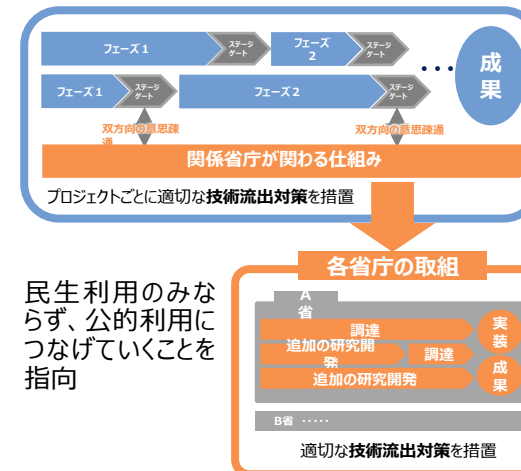 フェーズ1
ステージ
ゲート
フェーズ
2
ステージ
ゲート
フェーズ1
ステージ
ゲート
フェーズ2
ステージ
ゲート
・・・
成
果
双方向の意思疎
通
双方向の意思疎通
関係省庁が関わる仕組み
プロジェクトごとに適切な技術流出対策を措置
各省庁の取組
民生利用のみな
らず、公的利用に
つなげていくことを
指向
A
省
調達
追加の研究開
発
調達
追加の研究開発
実
装
成
果
B省 ‥‥‥
適切な技術流出対策を措置